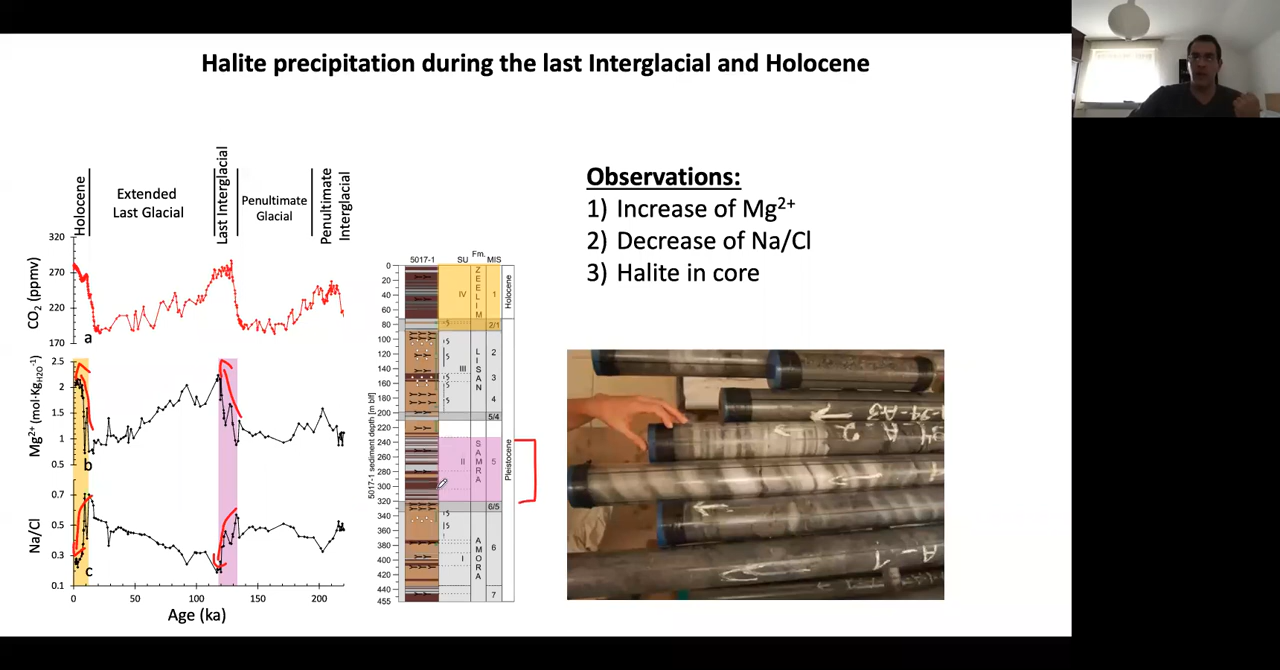 Halite precipitation during the last Interglacial and Holocene
Holocene
Extended
Last Glacial
Last Interglacial
Penultimate
Glacial
Penultimate
Interglacial
Observations:
1) Increase of Mg²⁺
2) Decrease of Na/Cl
3) Halite in core
CO₂ (ppmv)
320
270
220
170
a
Mg²⁺ (mol·Kg H2O⁻¹)
2.5
2
1.5
1
0.5
b
Na/Cl
0.7
0.5
0.3
0.1
c
0
50
100
150
200
Age (ka)
5017-1
SU
Fm.
MIS
5017-1 sediment depth [m blf]
0
20
40
60
80
100
120
140
160
180
200
220
240
260
280
300
320
340
360
380
400
420
440
455
IV
III
II
I
ZEELIM
LISAN
SAMRA
AMORA
1
2/1
2
3
4
5/4
5
6/5
6
7
Holocene
Pleistocene